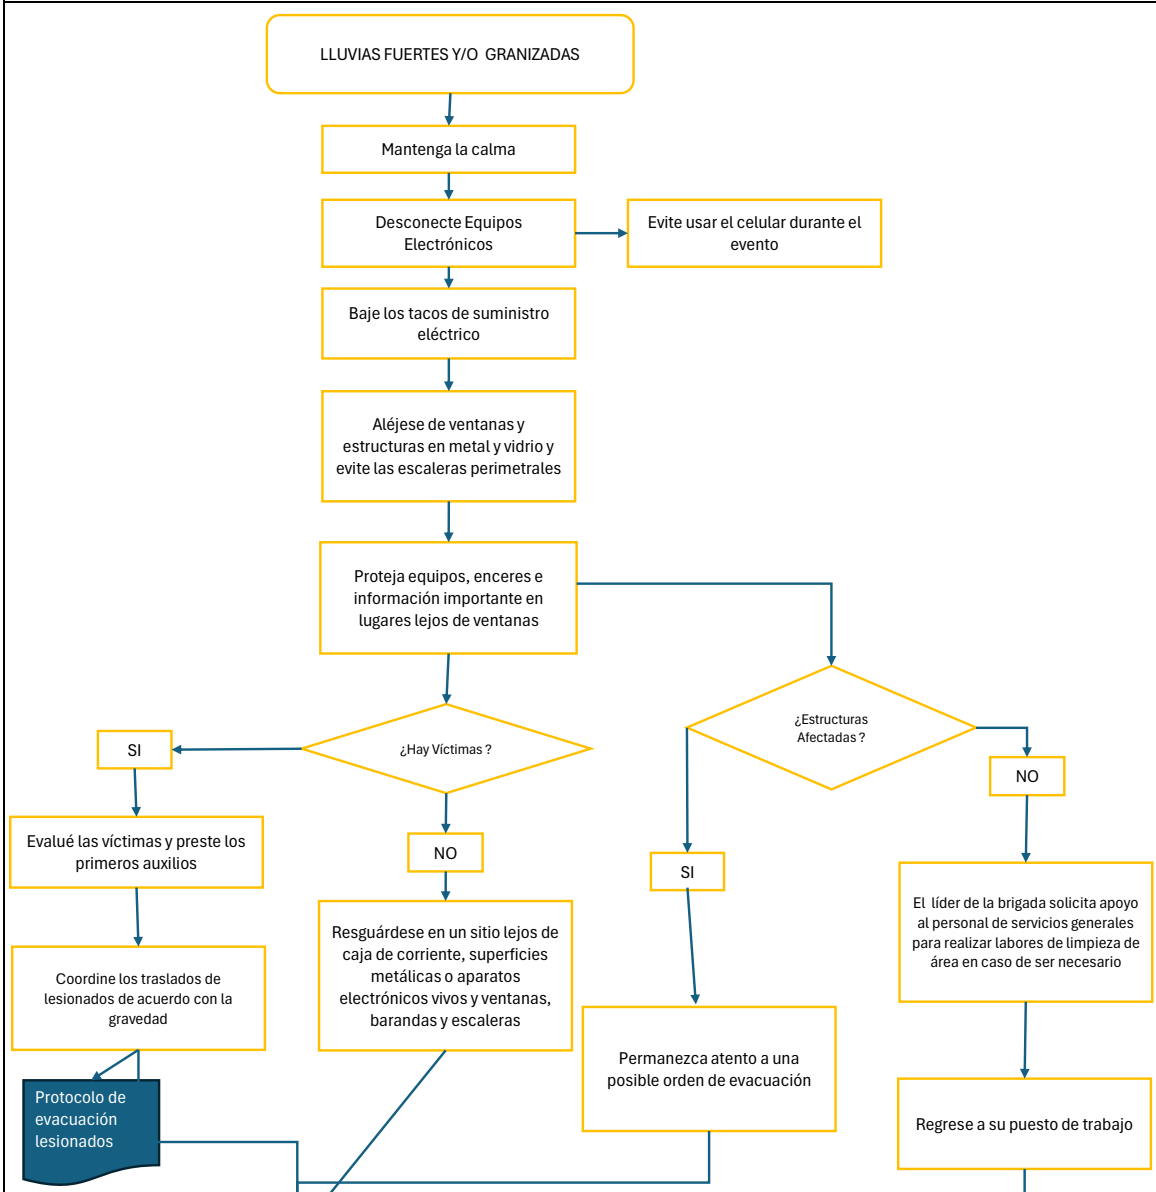 LLUVIAS FUERTES Y/O GRANIZADAS
Mantenga la calma
Desconecte Equipos
Electrónicos
Evite usar el celular durante el
evento
Baje los tacos de suministro
eléctrico
Aléjese de ventanas y
estructuras en metal y vidrio y
evite las escaleras perimetrales
Proteja equipos, enceres e
información importante en
lugares lejos de ventanas
¿Hay Víctimas ?
¿Estructuras
Afectadas ?
SI
NO
SI
NO
Evalué las víctimas y preste los
primeros auxilios
Resguárdese en un sitio lejos de
caja de corriente, superficies
metálicas o aparatos
electrónicos vivos y ventanas,
barandas y escaleras
El líder de la brigada solicita apoyo
al personal de servicios generales
para realizar labores de limpieza de
área en caso de ser necesario
Coordine los traslados de
lesionados de acuerdo con la
gravedad
Permanezca atento a una
posible orden de evacuación
Protocolo de
evacuación
lesionados
Regrese a su puesto de trabajo